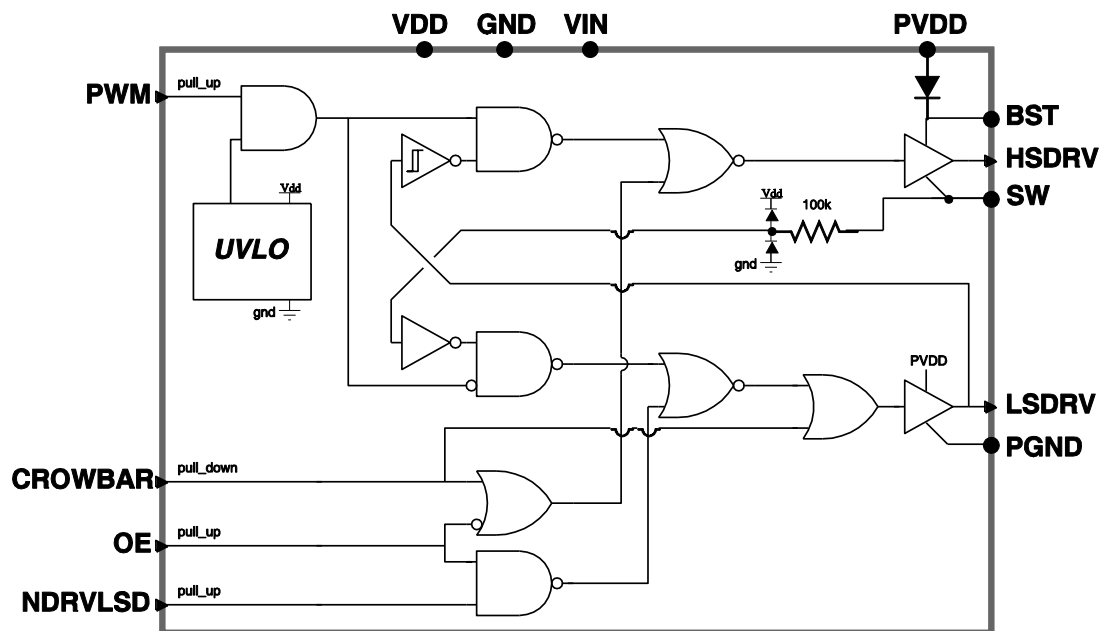 VDD GND VIN PVDD
PWM pull_up
BST
HSDRV
Vdd
Vdd 100k SW
UVLO
gnd
gnd
PVDD
LSDRV
PGND
CROWBAR pull_down
OE pull_up
NDRVLSD pull_up